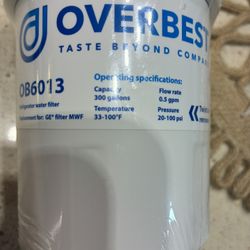 OVERBEST
TASTE BEYOND COMPA
OB6013
Refrigerator water filter
Replacement for: GE® filter MWF
Operating specifications:
Capacity
300 gallons
Flow rate
0.5 gpm
Temperature
33-100°F
Pressure
20-100 psi